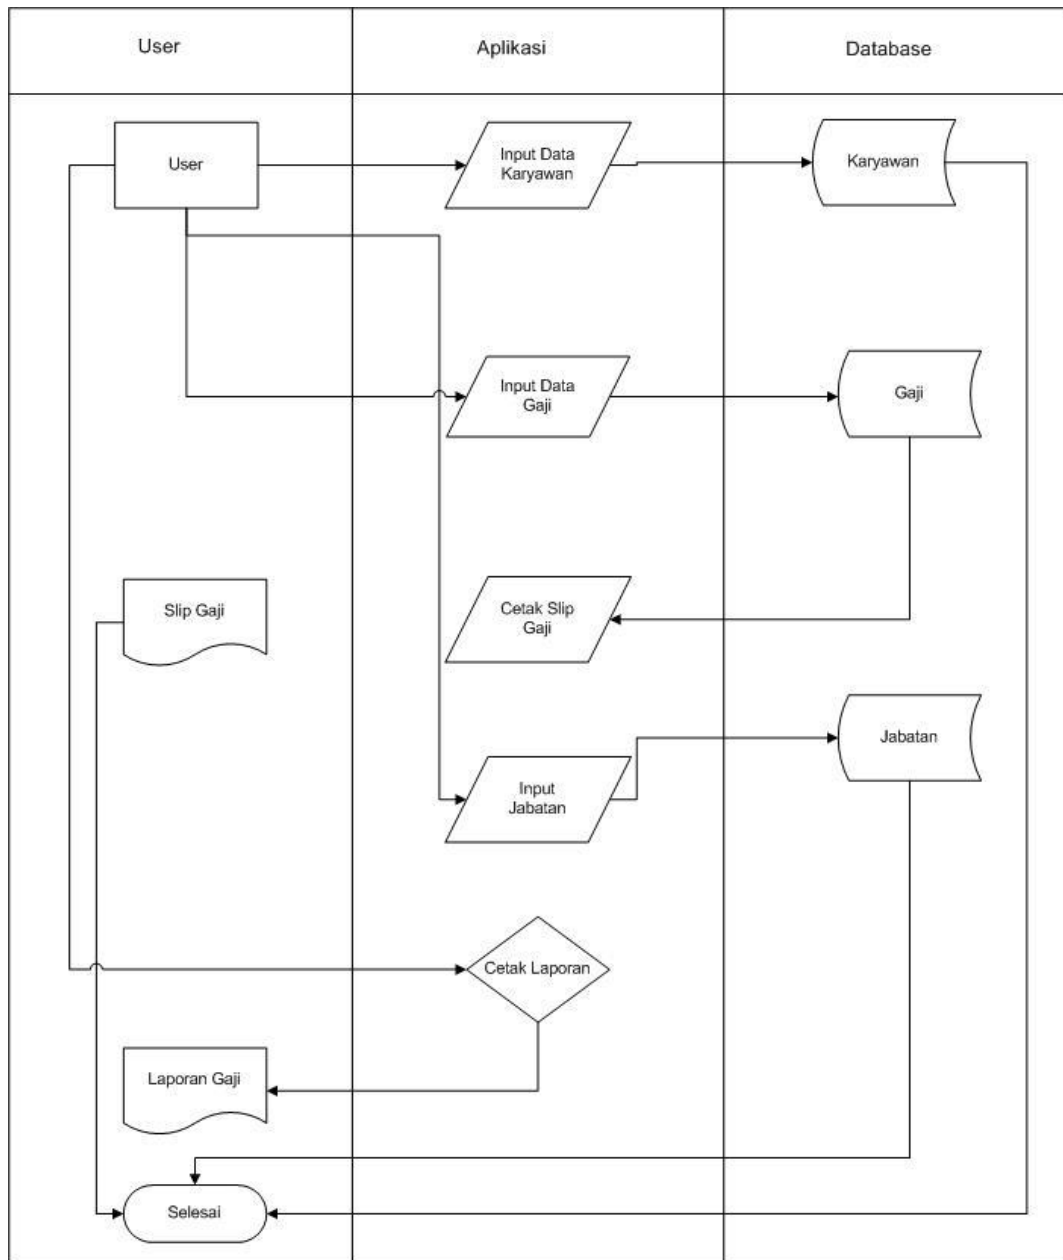 User
Aplikasi
Database
User
Input Data
Karyawan
Karyawan
Input Data
Gaji
Gaji
Slip Gaji
Cetak Slip
Gaji
Jabatan
Input
Jabatan
Cetak Laporan
Laporan Gaji
Selesai